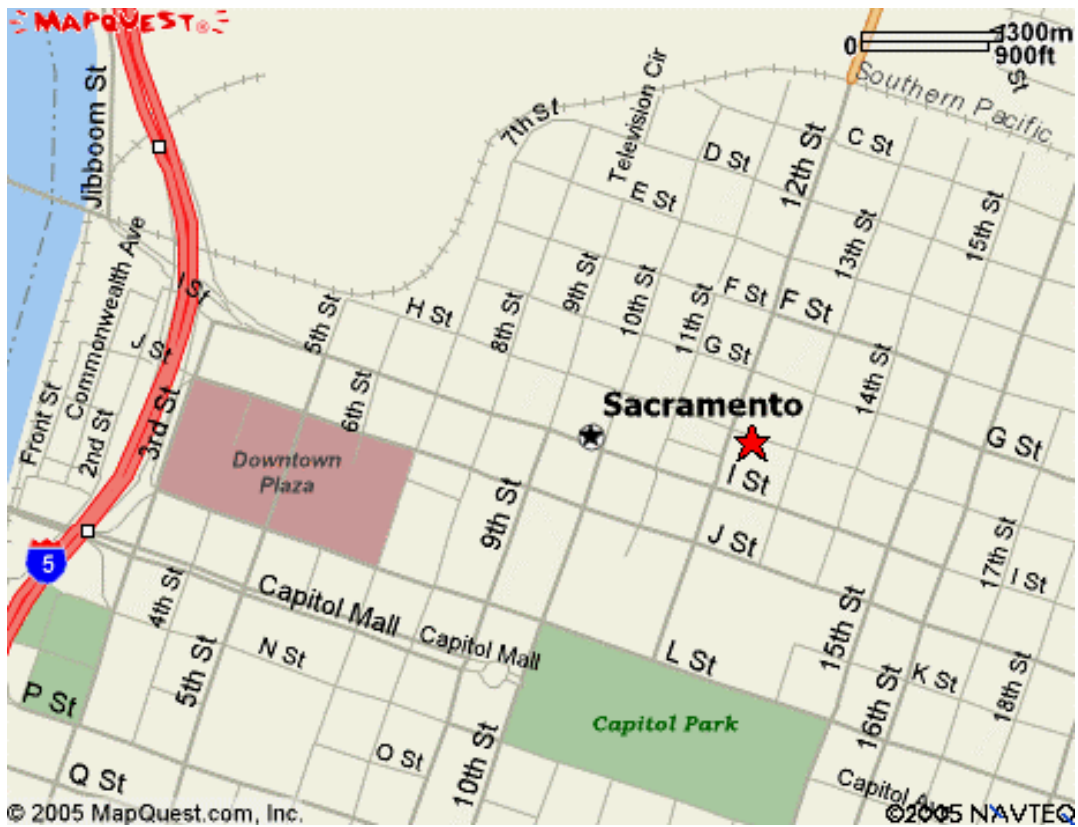 MAPQUEST®
0
300m
900ft
St
Southern Pacific
Jibboom St
7th St
Television Cir
D St
12th St
C St
E St
Commonwealth Ave
I St
13th St
15th St
5th St
H St
8th St
9th St
10th St
11th St
F St
F St
G St
J St
14th St
Front St
2nd St
3rd St
6th St
Sacramento
G St
Downtown
Plaza
I St
9th St
J St
17th St
I St
5
4th St
Capitol Mall
Capitol Mall
15th St
N St
L St
K St
18th St
5th St
16th St
P St
Capitol Park
O St
10th St
Q St
© 2005 MapQuest.com, Inc.
©2005 NAVTEQ